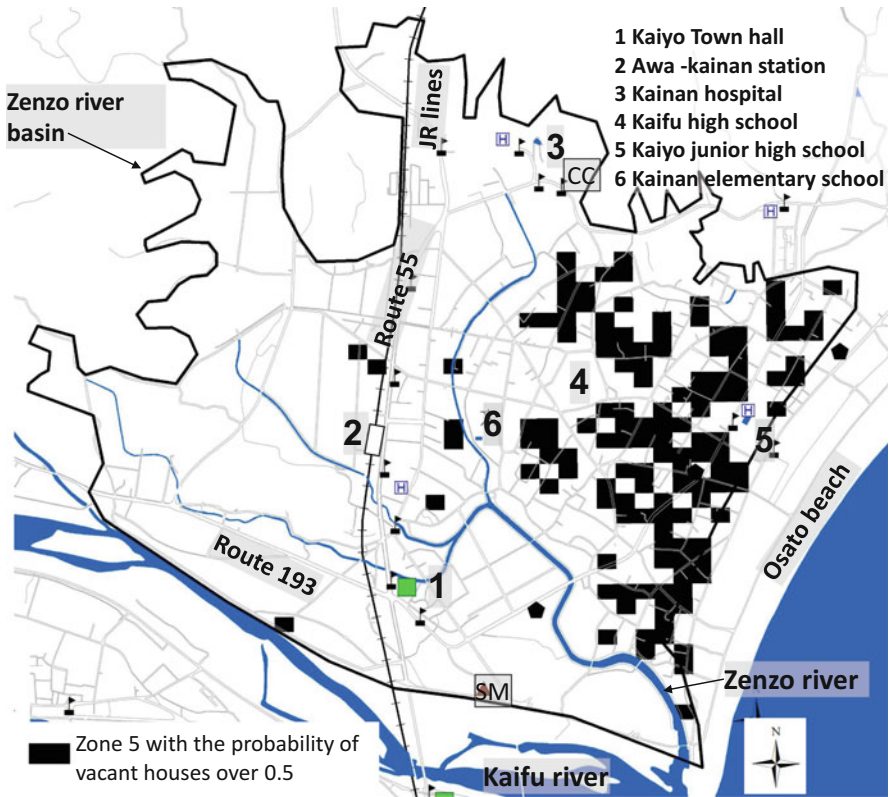 1 Kaiyo Town hall
2 Awa -kainan station
3 Kainan hospital
4 Kaifu high school
5 Kaiyo junior high school
6 Kainan elementary school
Zenzo river
basin
JR lines
H
3
CC
H
Route 55
4
2
6
H
5
H
Osato beach
Route 193
1
Zenzo river
SM
N
Zone 5 with the probability of
vacant houses over 0.5
Kaifu river